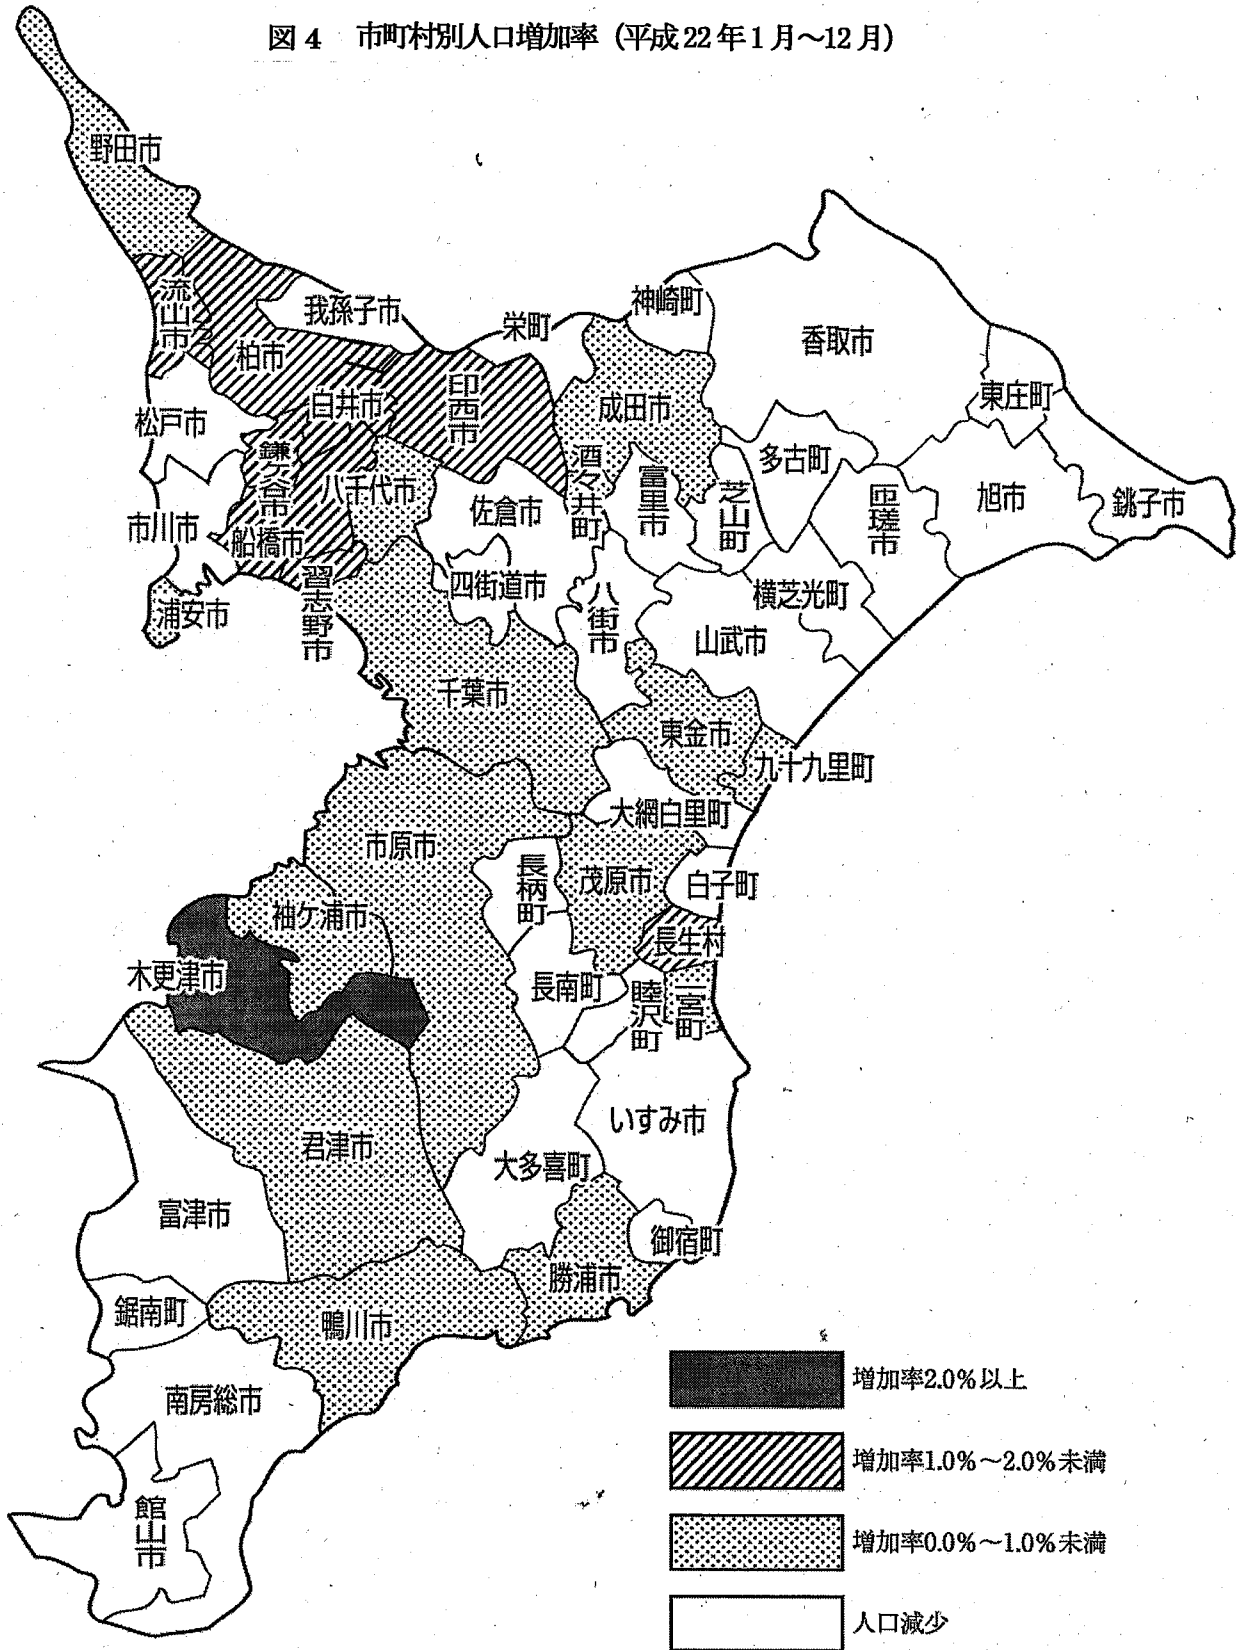 図4 市町村別人口増加率（平成22年1月～12月）
野田市
流山市
柏市
我孫子市
栄町
神崎町
香取市
東庄町
松戸市
白井市
印西市
成田市
鎌ケ谷市
八千代市
佐倉市
酒々井町
富里市
芝山町
多古町
匝瑳市
旭市
銚子市
市川市
船橋市
習志野市
四街道市
八街市
横芝光町
山武市
浦安市
千葉市
東金市
九十九里町
大網白里町
市原市
長柄町
茂原市
白子町
袖ケ浦市
長生村
木更津市
長南町
睦沢町
一宮町
いすみ市
君津市
大多喜町
富津市
御宿町
勝浦市
鋸南町
鴨川市
南房総市
館山市
増加率2.0%以上
増加率1.0%～2.0%未満
増加率0.0%～1.0%未満
人口減少